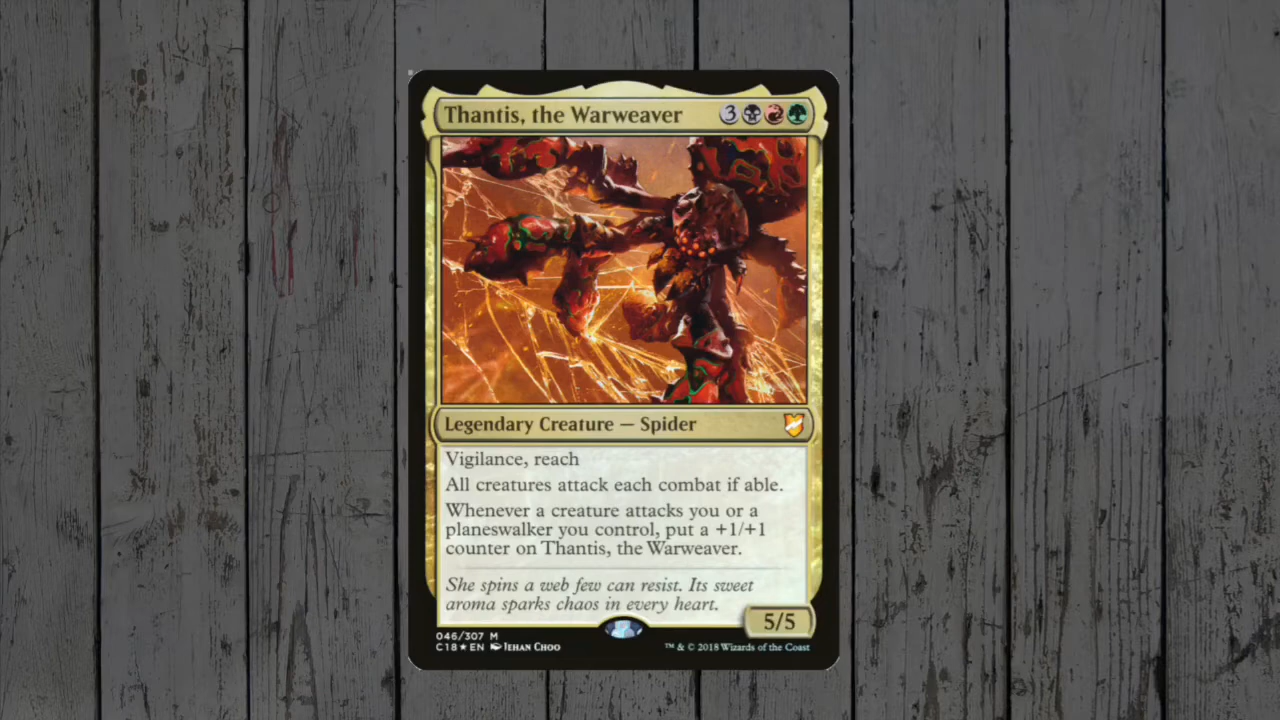 Thantis, the Warweaver 3
Legendary Creature — Spider
Vigilance, reach
All creatures attack each combat if able.
Whenever a creature attacks you or a
planeswalker you control, put a +1/+1
counter on Thantis, the Warweaver.
She spins a web few can resist. Its sweet
aroma sparks chaos in every heart.
5/5
046/307 M
C18★EN JEHAN CHOO
™ & © 2018 Wizards of the Coast